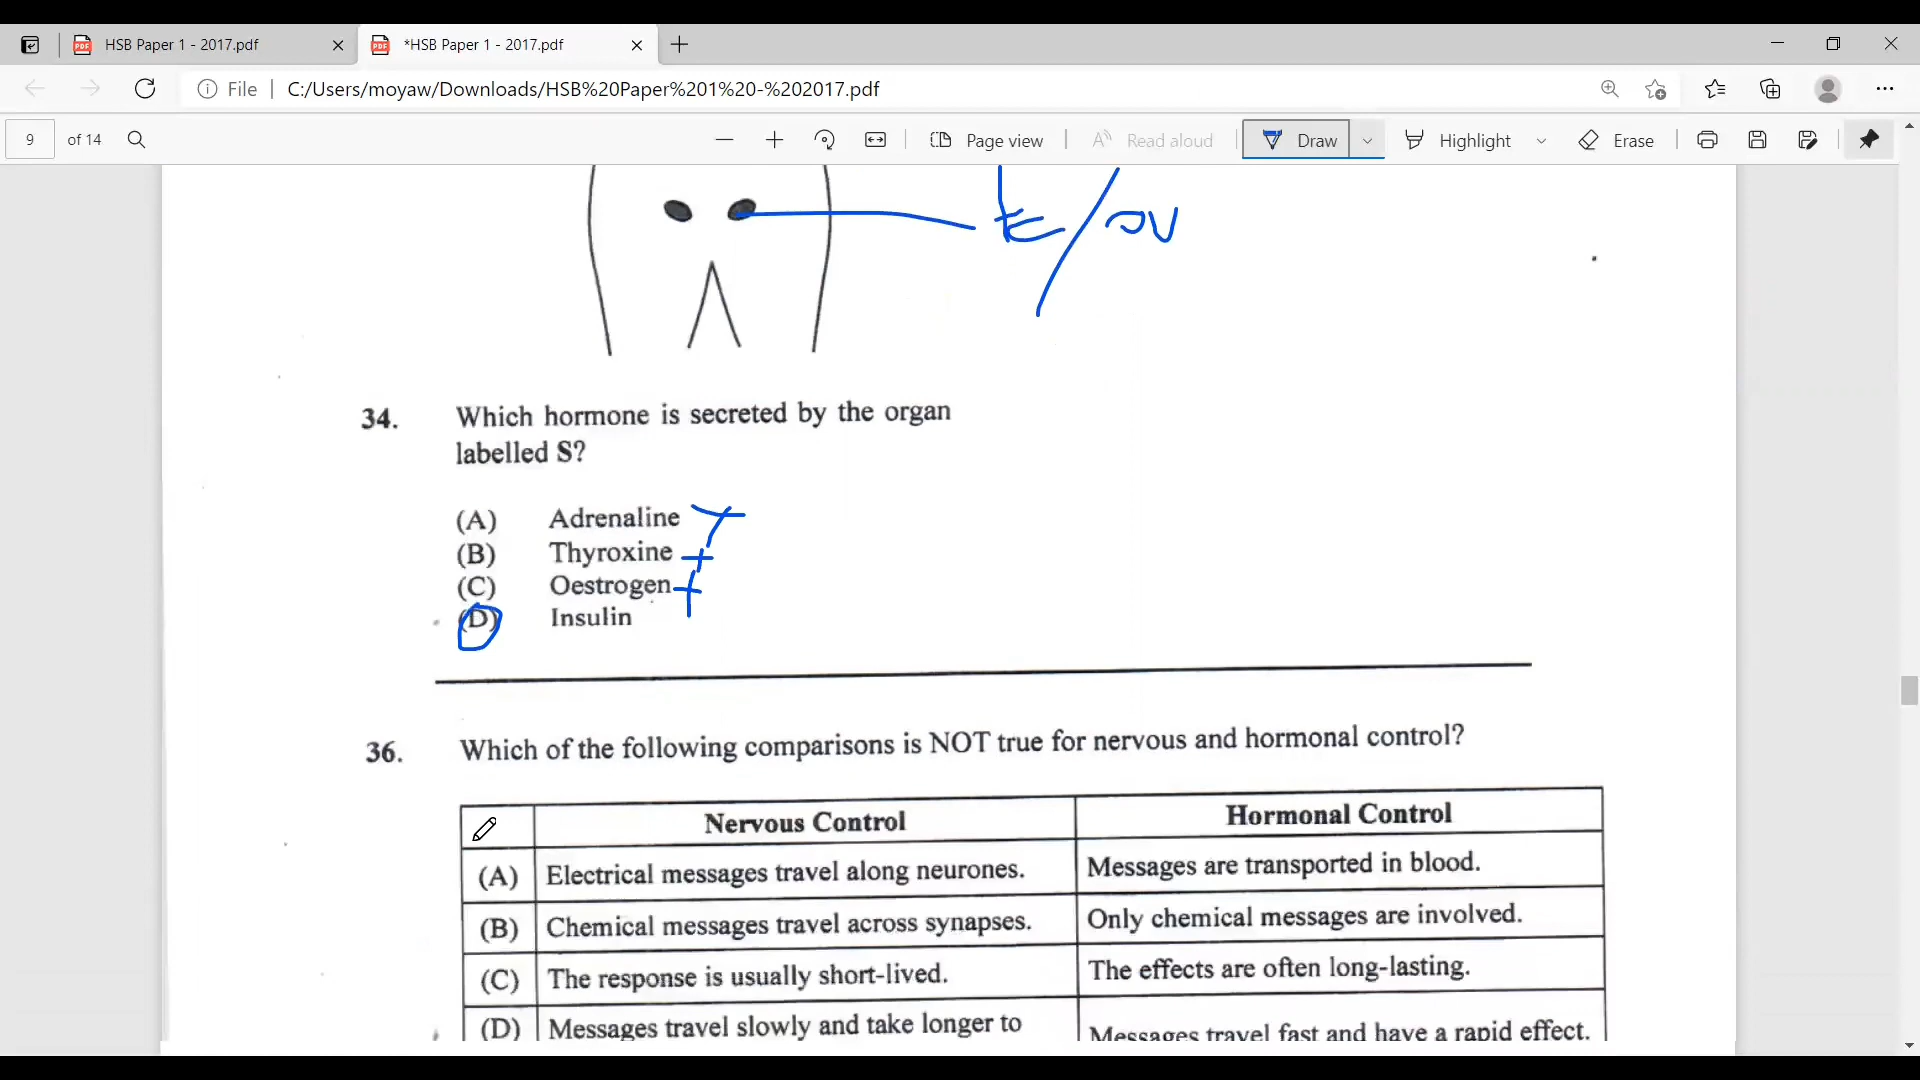 HSB Paper 1 - 2017.pdf
*HSB Paper 1 - 2017.pdf
File
C:/Users/moyaw/Downloads/HSB%20Paper%201%20-%202017.pdf
9 of 14
Page view
Read aloud
Draw
Highlight
Erase
/ OV
34. Which hormone is secreted by the organ
labelled S?
(A) Adrenaline
(B) Thyroxine
(C) Oestrogen
(D) Insulin
36. Which of the following comparisons is NOT true for nervous and hormonal control?
Nervous Control Hormonal Control
(A) Electrical messages travel along neurones. Messages are transported in blood.
(B) Chemical messages travel across synapses. Only chemical messages are involved.
(C) The response is usually short-lived. The effects are often long-lasting.
(D) Messages travel slowly and take longer to Messages travel fast and have a rapid effect.